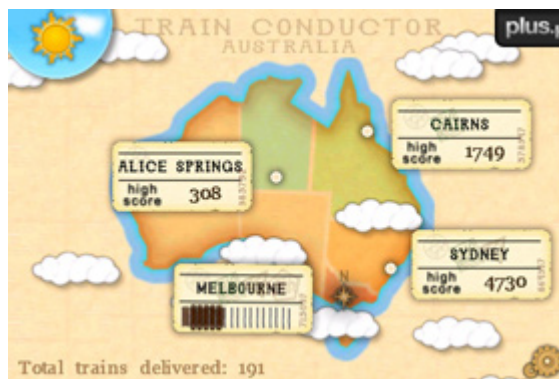 TRAIN CONDUCTOR
AUSTRALIA
plus.
CAIRNS
high score 1749
ALICE SPRINGS
high score 308
SYDNEY
high score 4730
N
MELBOURNE
Total trains delivered: 191